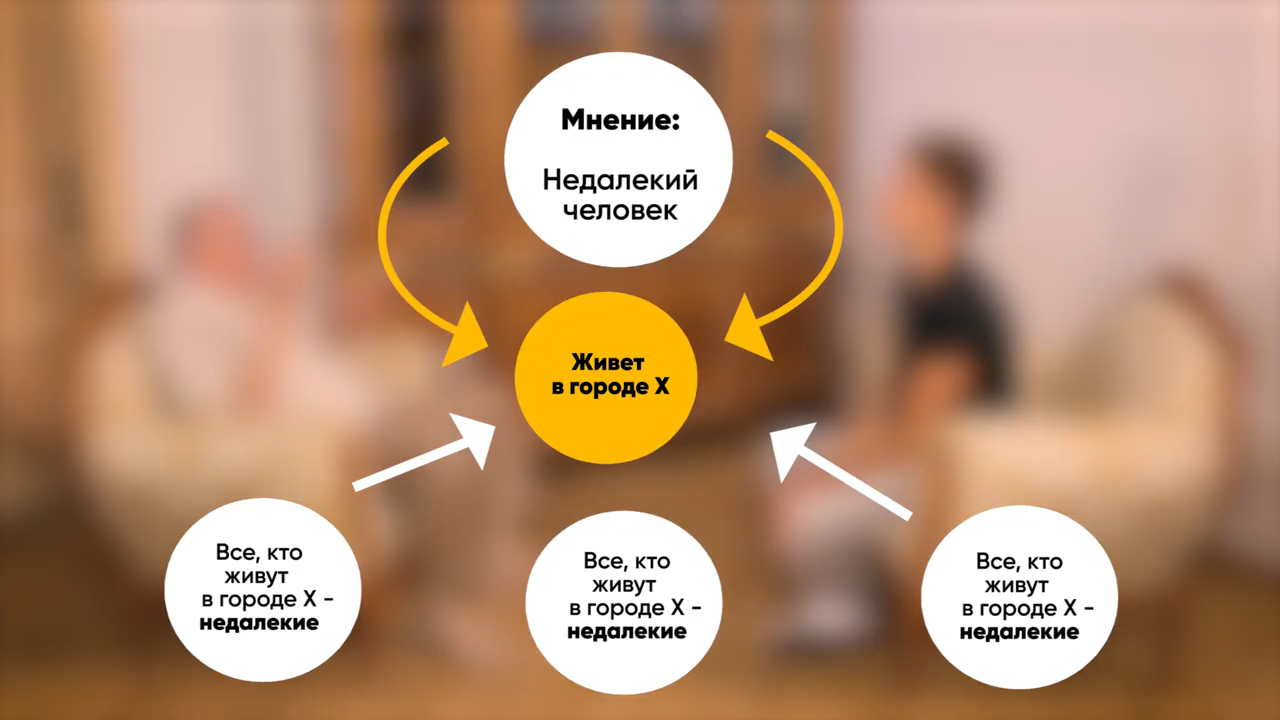 Мнение:
Недалекий
человек
Живет
в городе X
Все, кто
живут
в городе X -
недалекие
Все, кто
живут
в городе X -
недалекие
Все, кто
живут
в городе X -
недалекие